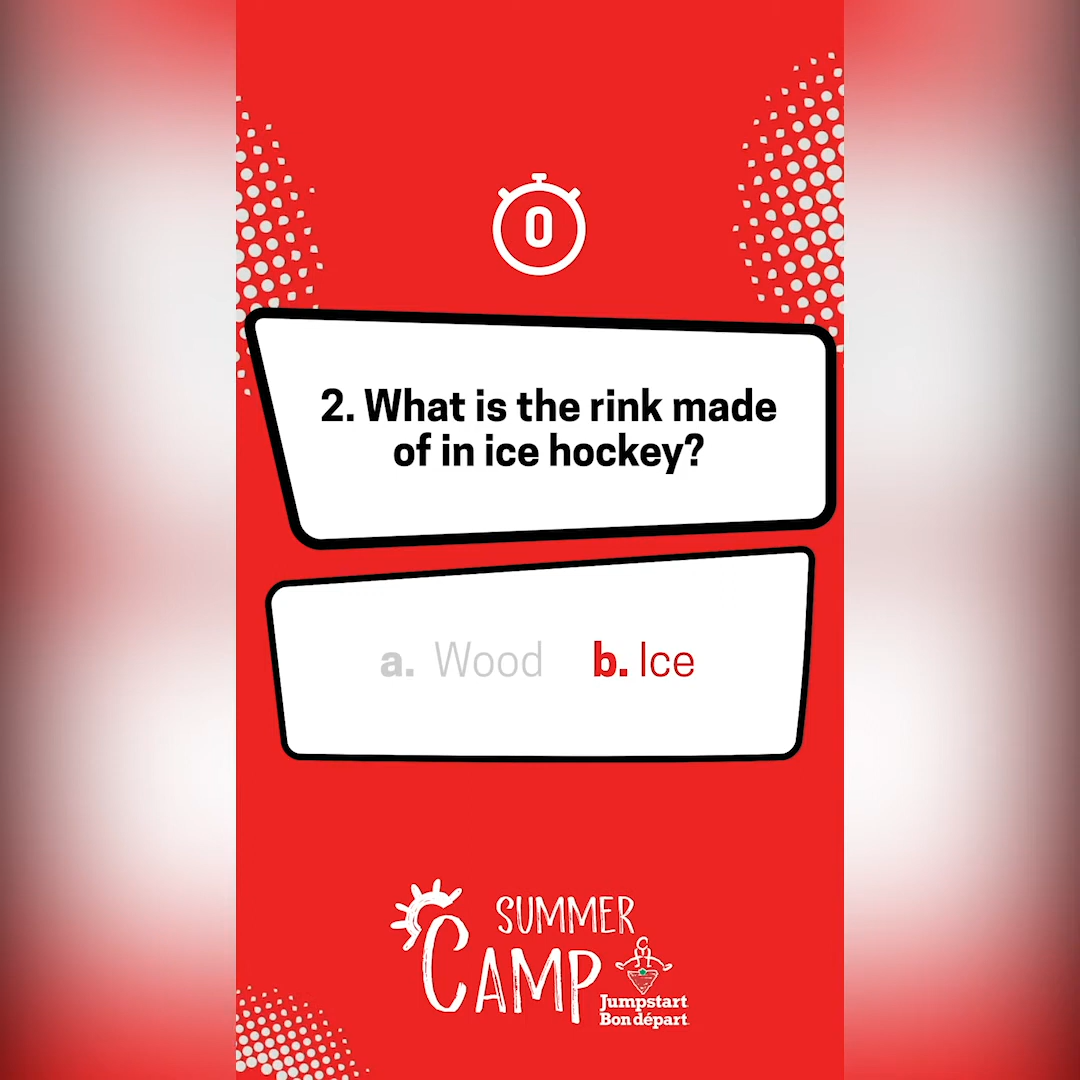 0
2. What is the rink made
of in ice hockey?
a. Wood b. Ice
SUMMER
CAMP
Jumpstart
Bon départ